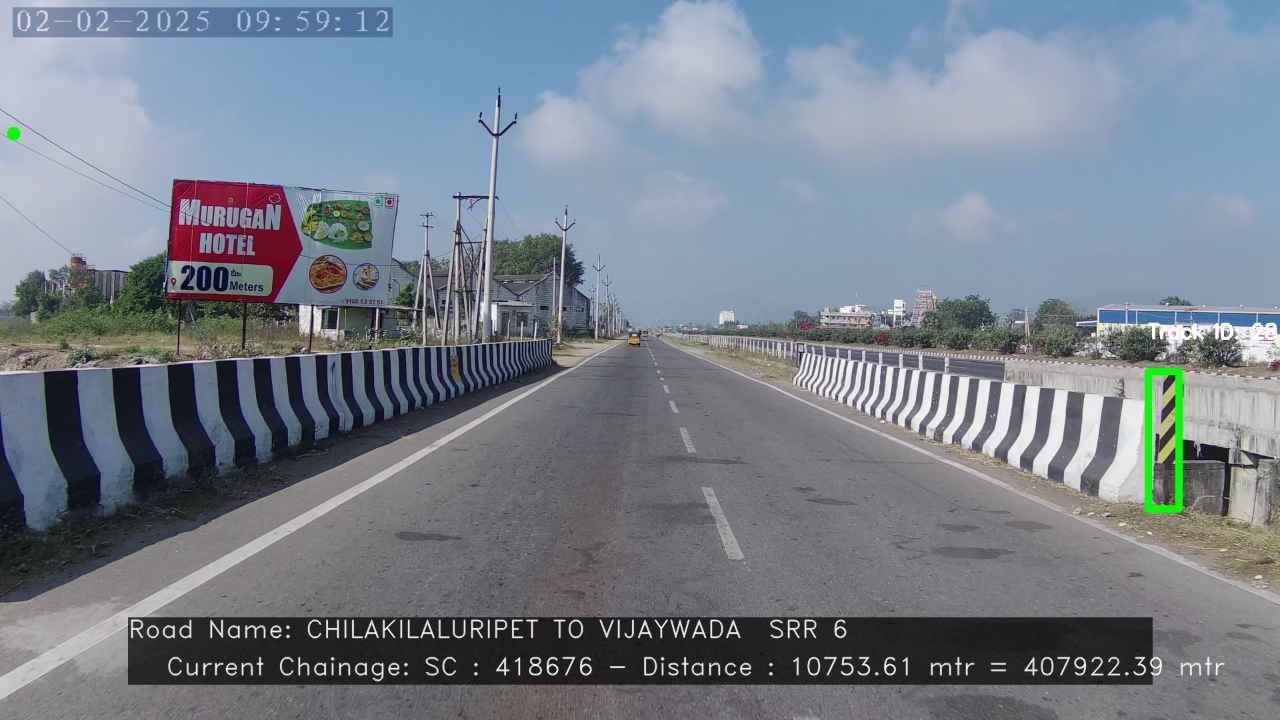 02-02-2025 09:59:12
MURUGAN
HOTEL
200 Meters
Track ID:
Road Name: CHILAKILALURIPET TO VIJAYWADA SRR 6
Current Chainage: SC : 418676 - Distance : 10753.61 mtr = 407922.39 mtr